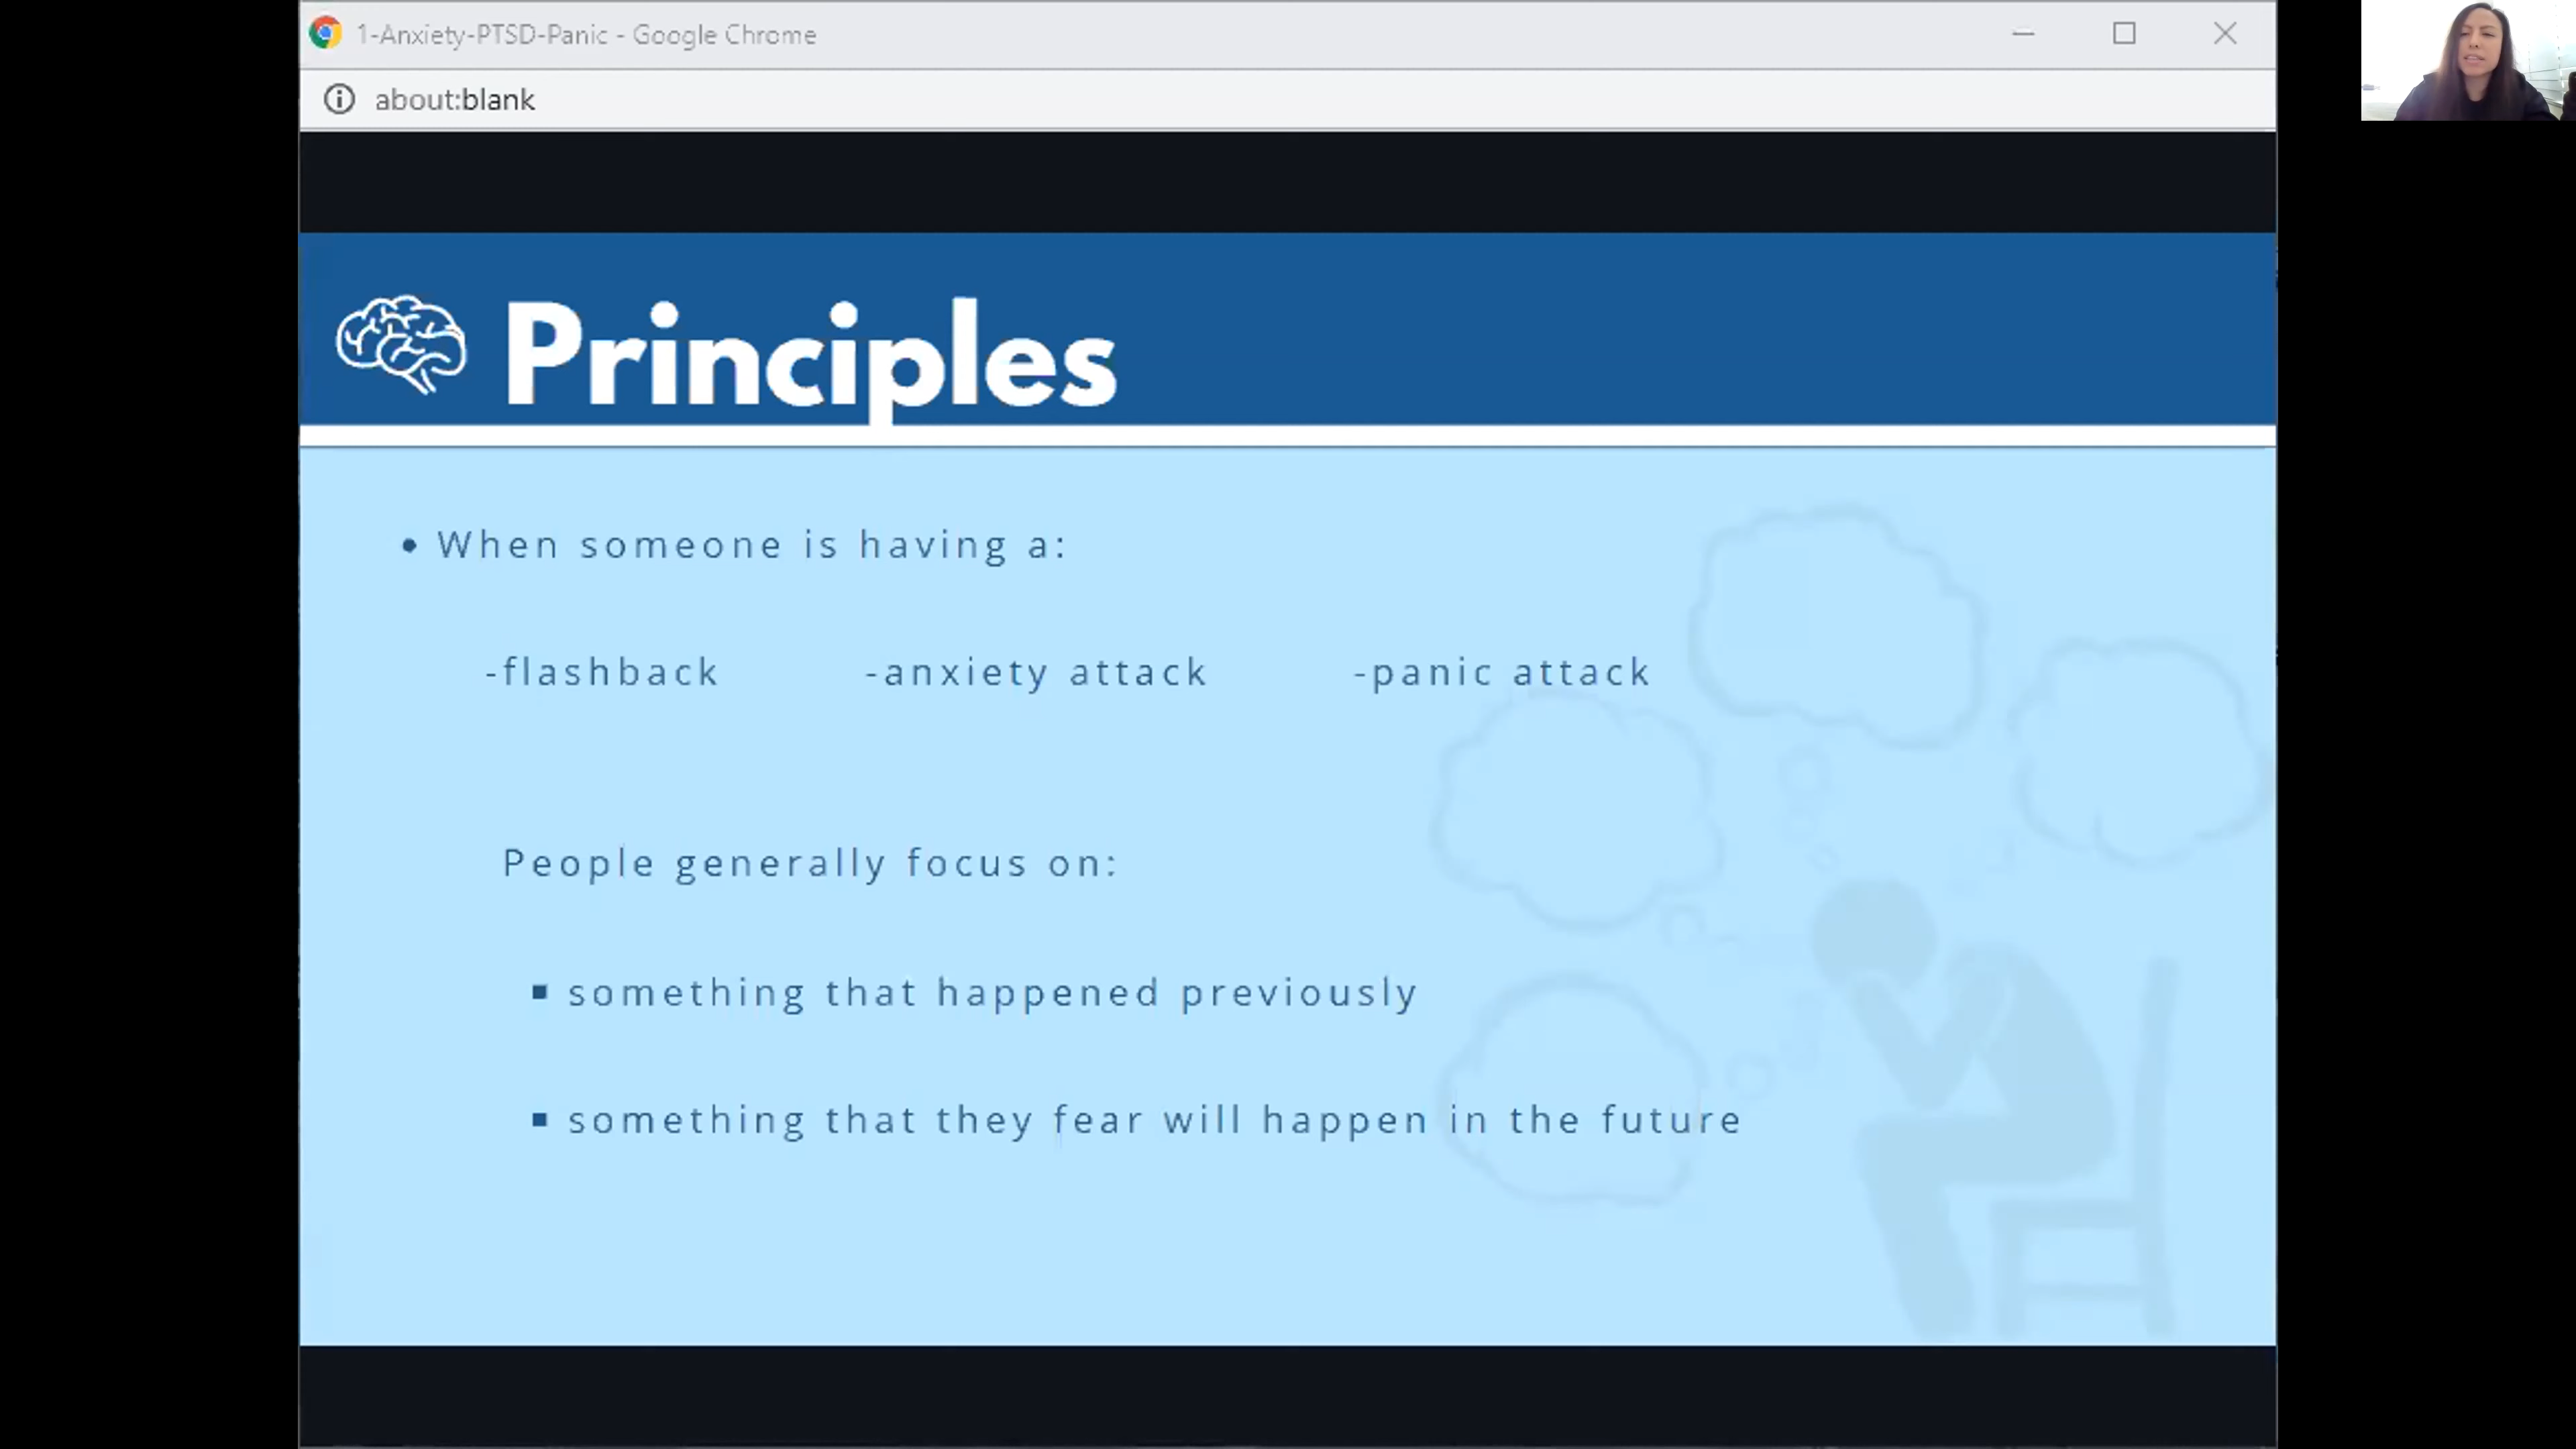 1-Anxiety-PTSD-Panic - Google Chrome
about:blank
Principles
• When someone is having a:
-flashback -anxiety attack -panic attack
People generally focus on:
▪ something that happened previously
▪ something that they fear will happen in the future